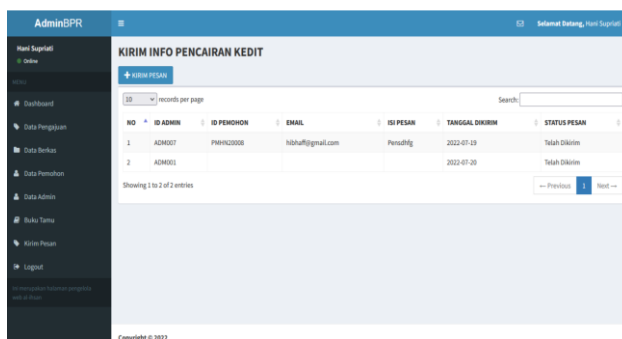 AdminBPR
Selamat Datang, Hani Supriati
Hani Supriati
Online
MENU
Dashboard
Data Pengajuan
Data Berkas
Data Pemohon
Data Admin
Buku Tamu
Kirim Pesan
Logout
KIRIM INFO PENCAIRAN KEDIT
KIRIM PESAN
10 records per page
Search:
NO ID ADMIN ID PEMOHON EMAIL ISI PESAN TANGGAL DIKIRIM STATUS PESAN
1 ADM007 PMHN20008 hibhaff@gmail.com Pensdhfg 2022-07-19 Telah Dikirim
2 ADM001 2022-07-20 Telah Dikirim
Showing 1 to 2 of 2 entries
← Previous 1 Next →
Copyright © 2022